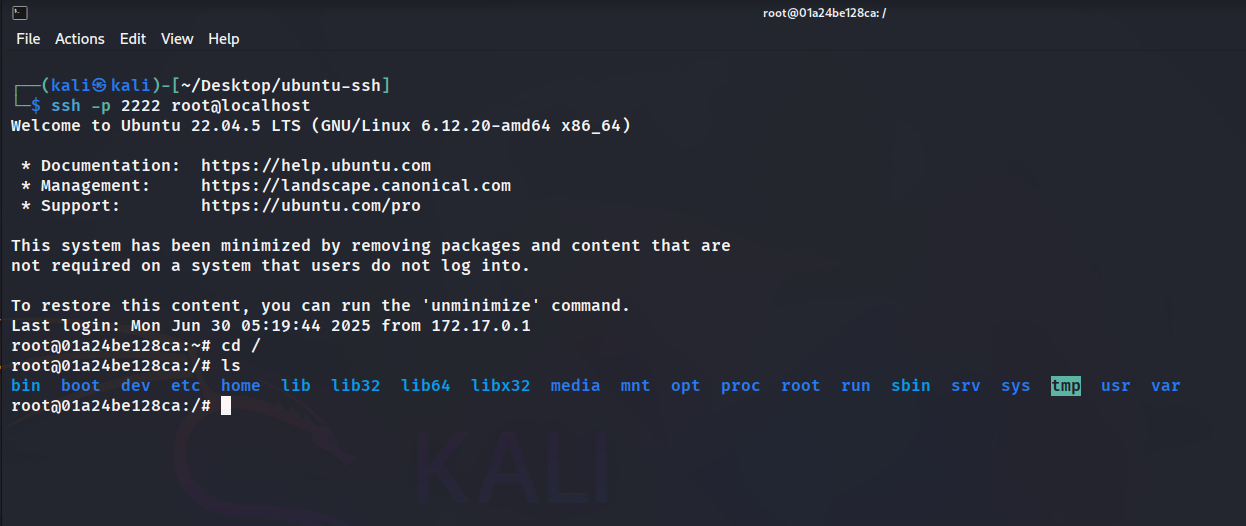 root@01a24be128ca: /
File Actions Edit View Help
┌──(kali㉿kali)-[~/Desktop/ubuntu-ssh]
└─$ ssh -p 2222 root@localhost
Welcome to Ubuntu 22.04.5 LTS (GNU/Linux 6.12.20-amd64 x86_64)
* Documentation:  https://help.ubuntu.com
* Management:     https://landscape.canonical.com
* Support:        https://ubuntu.com/pro
This system has been minimized by removing packages and content that are
not required on a system that users do not log into.
To restore this content, you can run the 'unminimize' command.
Last login: Mon Jun 30 05:19:44 2025 from 172.17.0.1
root@01a24be128ca:~# cd /
root@01a24be128ca:/# ls
bin  boot  dev  etc  home  lib  lib32  lib64  libx32  media  mnt  opt  proc  root  run  sbin  srv  sys  tmp  usr  var
root@01a24be128ca:/#
KALI